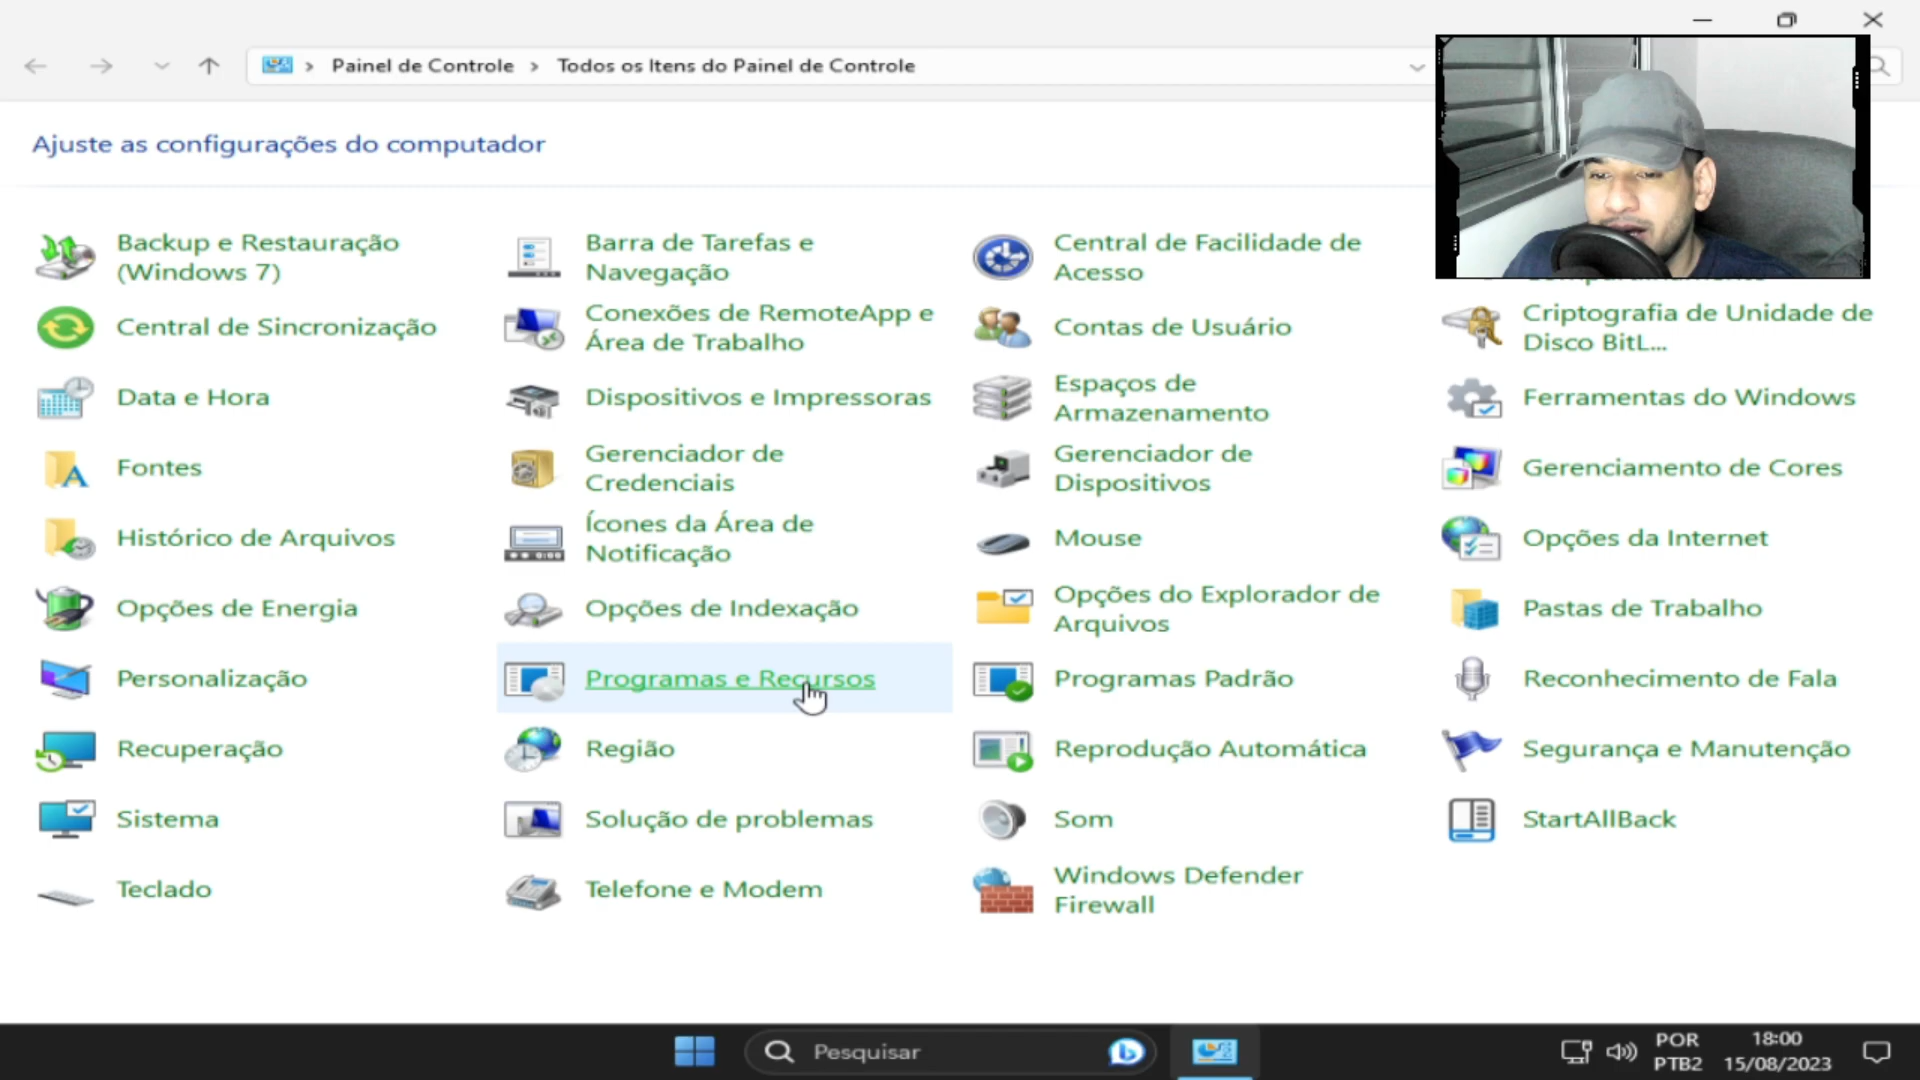 Painel de Controle > Todos os Itens do Painel de Controle
Ajuste as configurações do computador
Backup e Restauração
(Windows 7)
Barra de Tarefas e
Navegação
Central de Facilidade de
Acesso
Central de Sincronização
Conexões de RemoteApp e
Área de Trabalho
Contas de Usuário
Criptografia de Unidade de
Disco BitL...
Data e Hora
Dispositivos e Impressoras
Espaços de
Armazenamento
Ferramentas do Windows
Fontes
Gerenciador de
Credenciais
Gerenciador de
Dispositivos
Gerenciamento de Cores
Histórico de Arquivos
Ícones da Área de
Notificação
Mouse
Opções da Internet
Opções de Energia
Opções de Indexação
Opções do Explorador de
Arquivos
Pastas de Trabalho
Personalização
Programas e Recursos
Programas Padrão
Reconhecimento de Fala
Recuperação
Região
Reprodução Automática
Segurança e Manutenção
Sistema
Solução de problemas
Som
StartAllBack
Teclado
Telefone e Modem
Windows Defender
Firewall
Pesquisar
POR
PTB2
18:00
15/08/2023